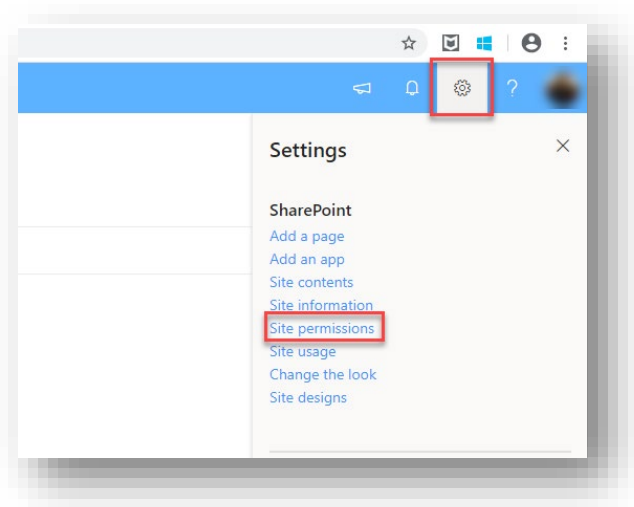 ?
Settings
SharePoint
Add a page
Add an app
Site contents
Site information
Site permissions
Site usage
Change the look
Site designs